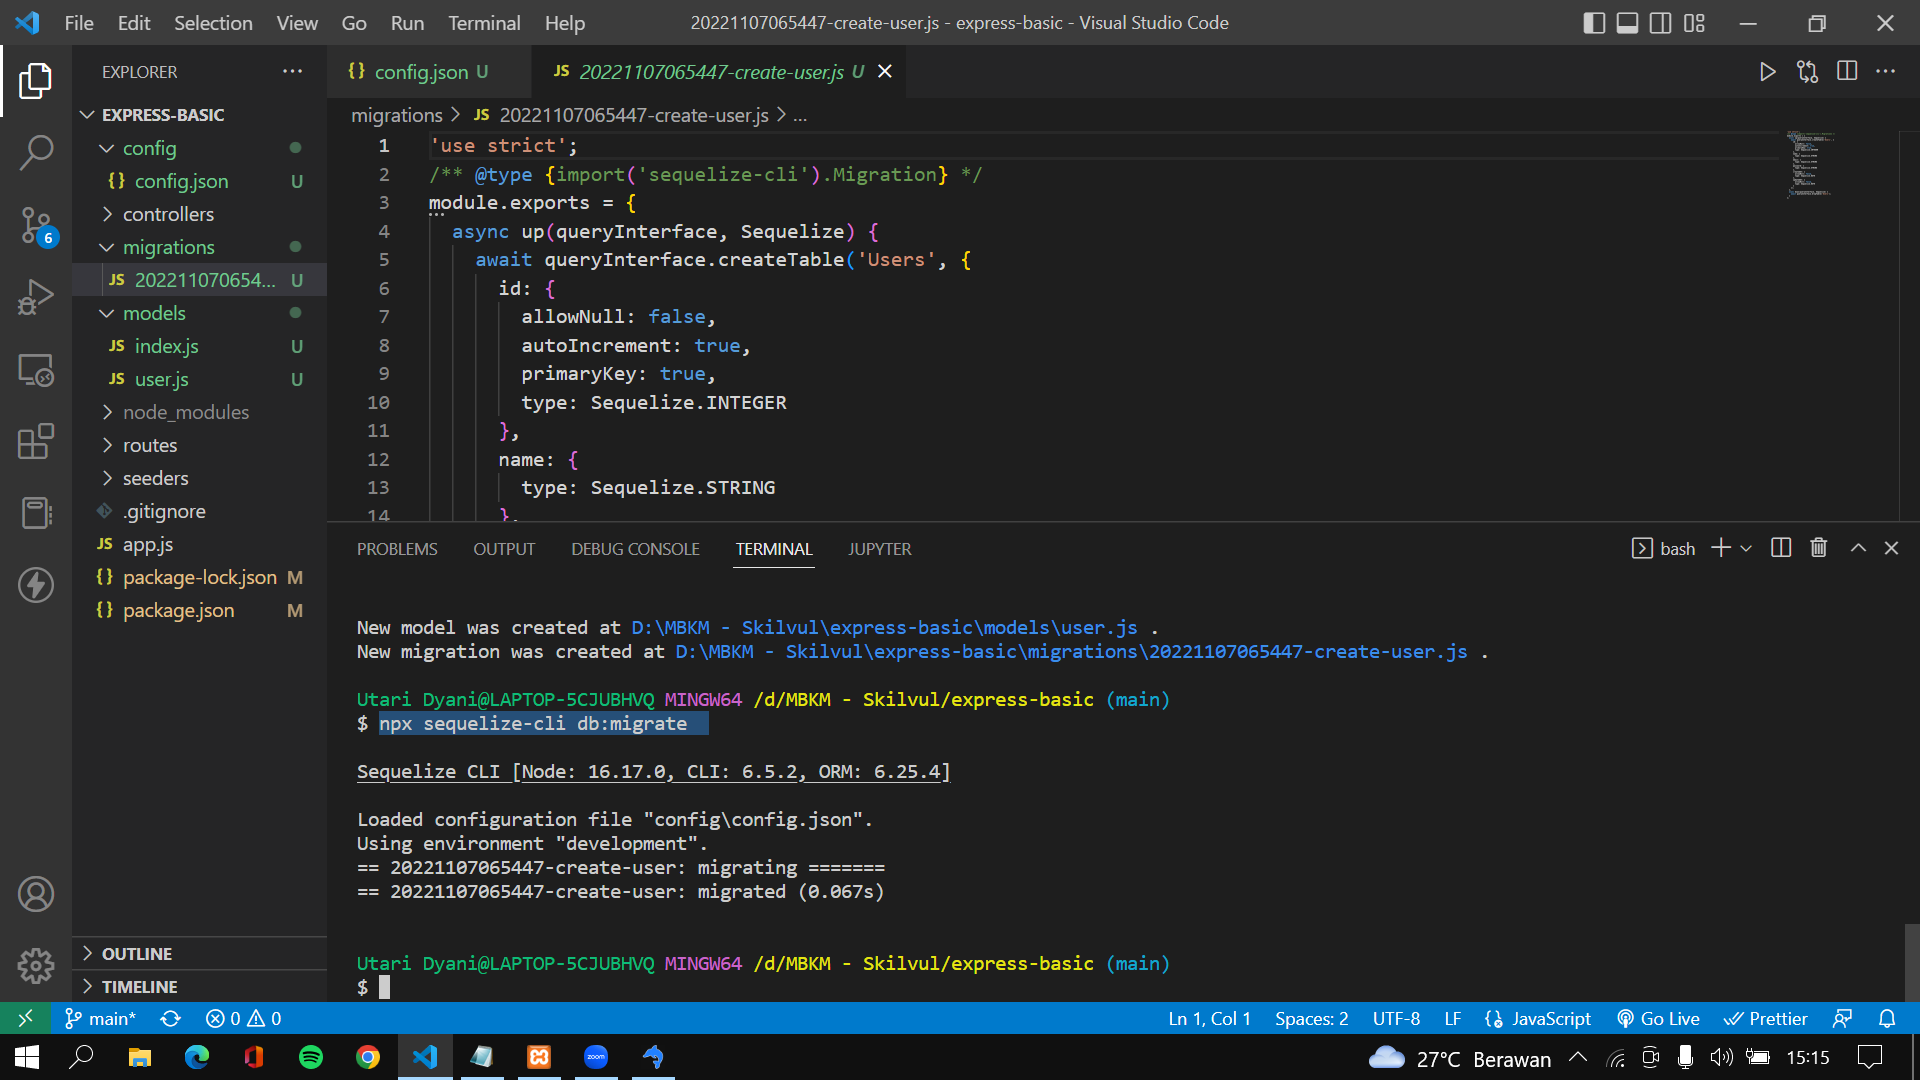 File Edit Selection View Go Run Terminal Help
20221107065447-create-user.js - express-basic - Visual Studio Code
EXPLORER
EXPRESS-BASIC
config
{} config.json U
controllers
migrations
JS 202211070654... U
models
JS index.js U
JS user.js U
node_modules
routes
seeders
.gitignore
JS app.js
{} package-lock.json M
{} package.json M
OUTLINE
TIMELINE
6
{} config.json U
JS 20221107065447-create-user.js U
migrations > JS 20221107065447-create-user.js > ...
1 'use strict';
2 /** @type {import('sequelize-cli').Migration} */
3 module.exports = {
4 async up(queryInterface, Sequelize) {
5 await queryInterface.createTable('Users', {
6 id: {
7 allowNull: false,
8 autoIncrement: true,
9 primaryKey: true,
10 type: Sequelize.INTEGER
11 },
12 name: {
13 type: Sequelize.STRING
14 },
PROBLEMS OUTPUT DEBUG CONSOLE TERMINAL JUPYTER
bash
New model was created at D:\MBKM - Skilvul\express-basic\models\user.js .
New migration was created at D:\MBKM - Skilvul\express-basic\migrations\20221107065447-create-user.js .
Utari Dyani@LAPTOP-5CJUBHVQ MINGW64 /d/MBKM - Skilvul/express-basic (main)
$ npx sequelize-cli db:migrate
Sequelize CLI [Node: 16.17.0, CLI: 6.5.2, ORM: 6.25.4]
Loaded configuration file "config\config.json".
Using environment "development".
== 20221107065447-create-user: migrating =======
== 20221107065447-create-user: migrated (0.067s)
Utari Dyani@LAPTOP-5CJUBHVQ MINGW64 /d/MBKM - Skilvul/express-basic (main)
$
main* 0 0
Ln 1, Col 1 Spaces: 2 UTF-8 LF {} JavaScript Go Live Prettier
zoom
27°C Berawan
15:15